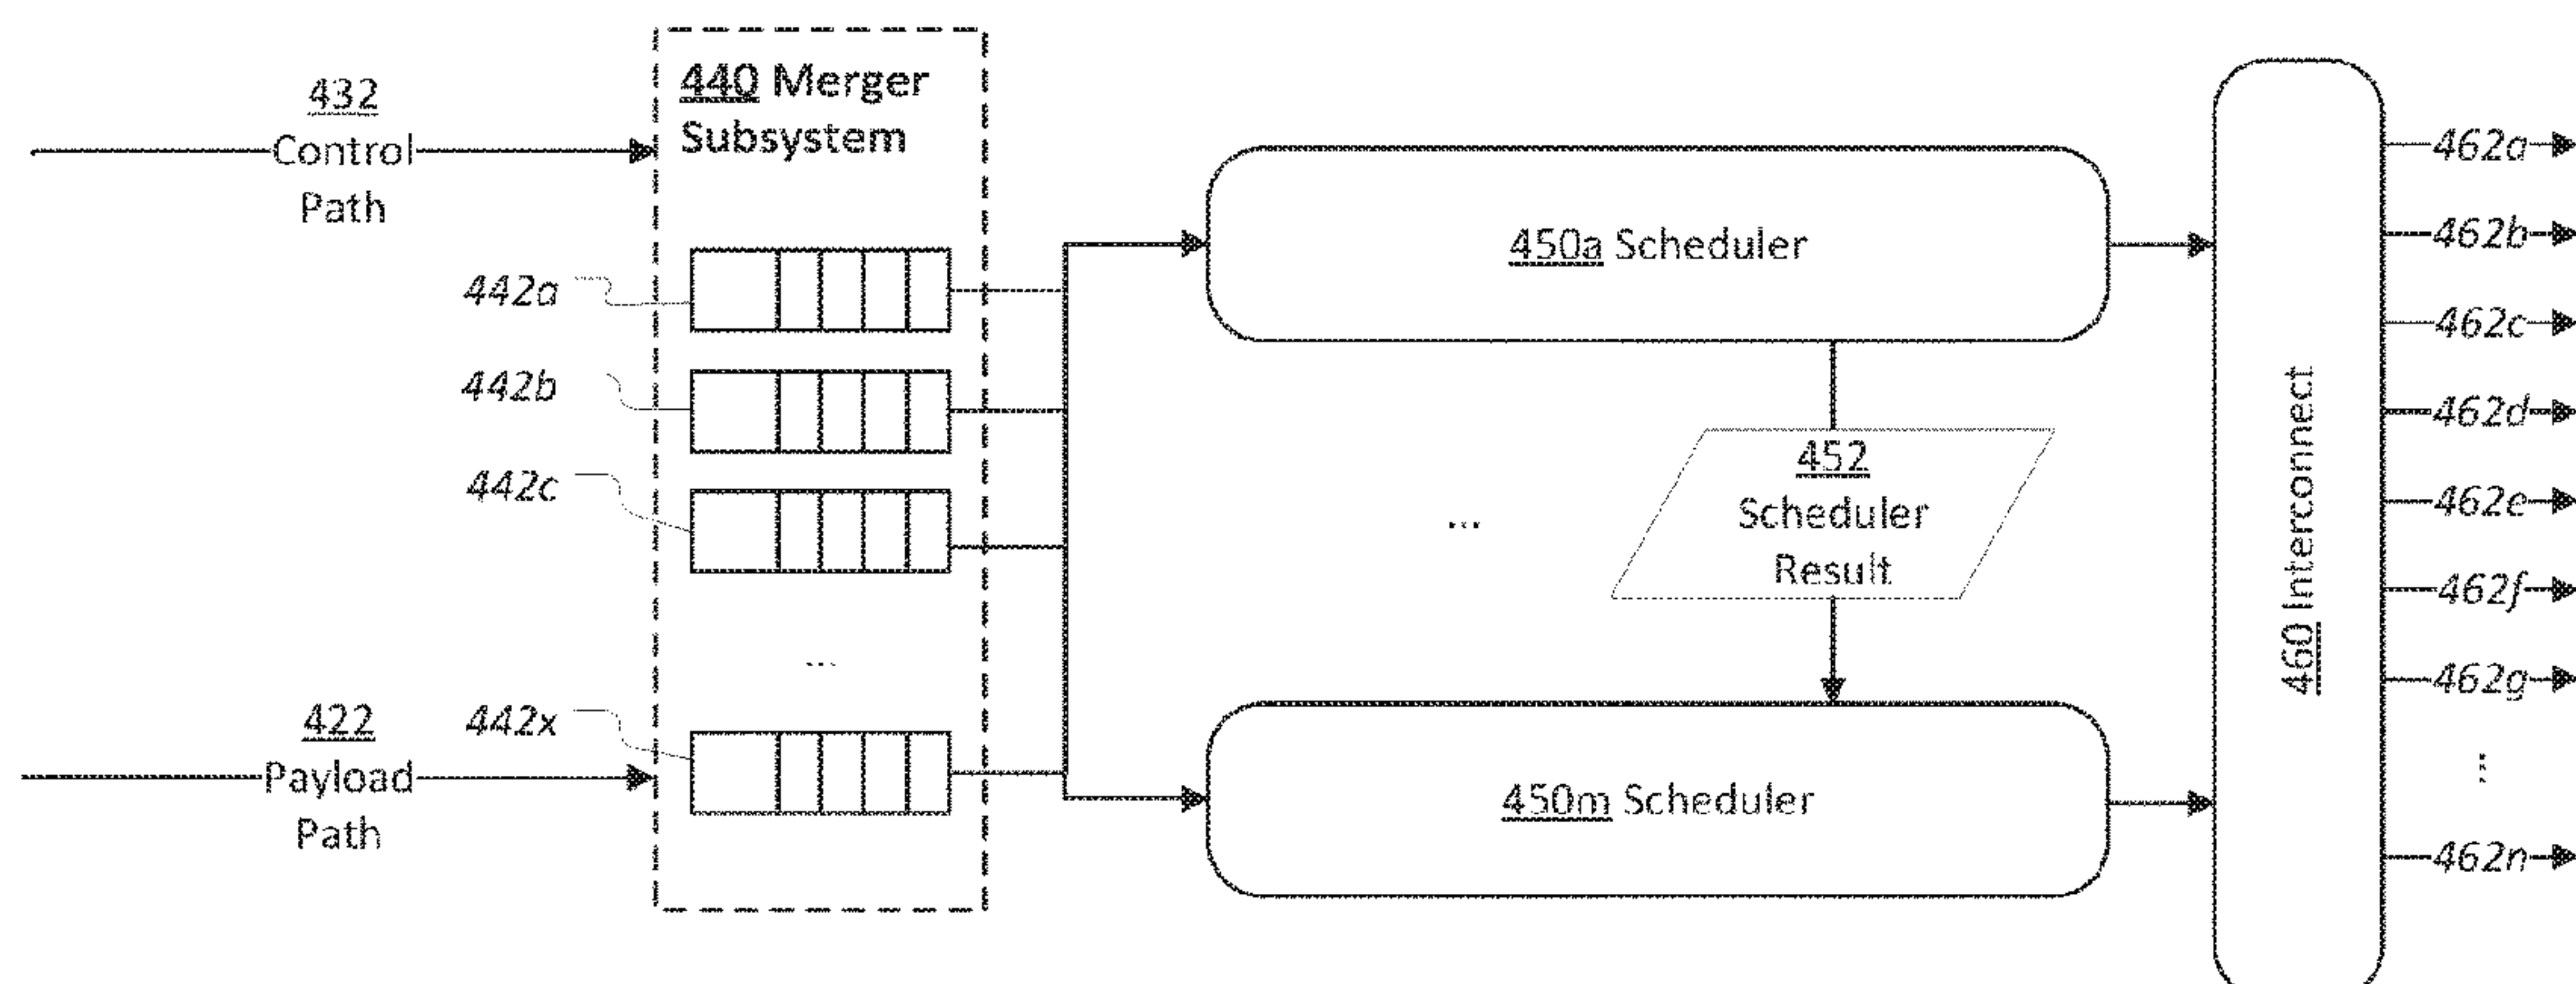 432
Control
Path
440 Merger
Subsystem
442a
442b
442c
...
442x
422
Payload
Path
450a Scheduler
...
452
Scheduler
Result
450m Scheduler
460 Interconnect
462a
462b
462c
462d
462e
462f
462g
...
462n